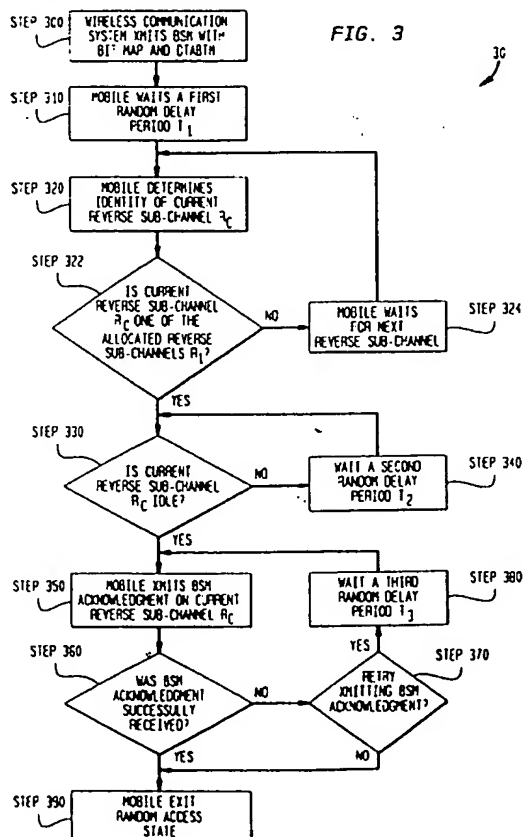 FIG. 3
30
STEP 300
WIRELESS COMMUNICATION
SYSTEM XMITS BSM WITH
BIT MAP AND CTABTM
STEP 310
MOBILE WAITS A FIRST
RANDOM DELAY
PERIOD T1
STEP 320
MOBILE DETERMINES
IDENTITY OF CURRENT
REVERSE SUB-CHANNEL RC
STEP 322
IS CURRENT
REVERSE SUB-CHANNEL
RC ONE OF THE
ALLOCATED REVERSE
SUB-CHANNELS RI?
NO
MOBILE WAITS
FOR NEXT
REVERSE SUB-CHANNEL
STEP 324
YES
STEP 330
IS CURRENT
REVERSE SUB-CHANNEL
RC IDLE?
NO
WAIT A SECOND
RANDOM DELAY
PERIOD T2
STEP 340
YES
STEP 350
MOBILE XMITS BSM
ACKNOWLEDGMENT ON CURRENT
REVERSE SUB-CHANNEL RC
WAIT A THIRD
RANDOM DELAY
PERIOD T3
STEP 380
STEP 360
WAS BSM
ACKNOWLEDGMENT
SUCCESSFULLY
RECEIVED?
NO
YES
RETRY
XMITTING BSM
ACKNOWLEDGMENT?
STEP 370
YES
NO
STEP 390
MOBILE EXIT
RANDOM ACCESS
STATE